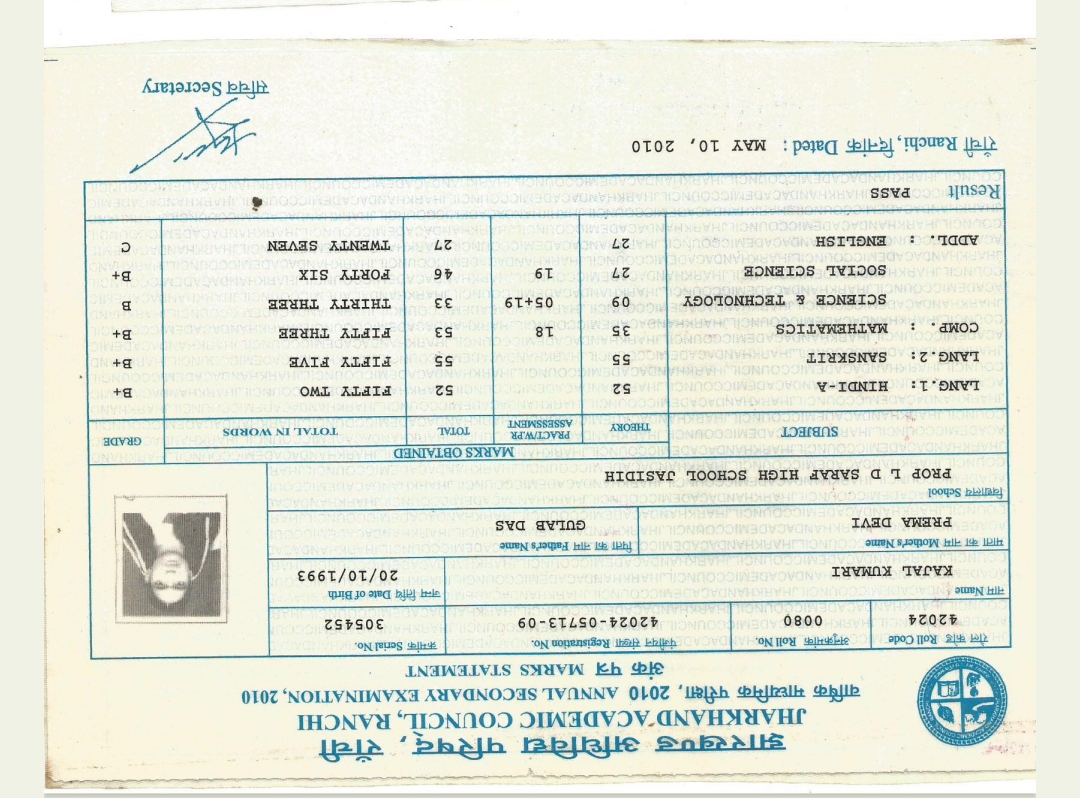 झारखण्ड अधिविद्य परिषद्, राँची
JHARKHAND ACADEMIC COUNCIL, RANCHI
वार्षिक माध्यमिक परीक्षा, 2010 ANNUAL SECONDARY EXAMINATION, 2010
अंक पत्र MARKS STATEMENT
रोल कोड Roll Code अनुक्रमांक Roll No. पंजीयन संख्या Registration No. क्रमांक Serial No.
42024 0080 42024-05713-09 305452
नाम Name जन्म तिथि Date of Birth
KAJAL KUMARI 20/10/1993
माता का नाम Mother's Name पिता का नाम Father's Name
PREMA DEVI GULAB DAS
विद्यालय School
PROP L D SARAF HIGH SCHOOL JASIDIH
SUBJECT MARKS OBTAINED GRADE
THEORY PRACT/PR ASSESSMENT TOTAL TOTAL IN WORDS
LANG.1: HINDI-A 52 52 FIFTY TWO B+
LANG.2: SANSKRIT 55 55 FIFTY FIVE B+
COMP. : MATHEMATICS 35 18 53 FIFTY THREE B+
SCIENCE & TECHNOLOGY 09 05+19 33 THIRTY THREE
SOCIAL SCIENCE 27 19 46 FORTY SIX B+
ADDL. : ENGLISH 27 27 TWENTY SEVEN C
Result PASS
राँची Ranchi, दिनांक Dated : MAY 10, 2010
सचिव Secretary